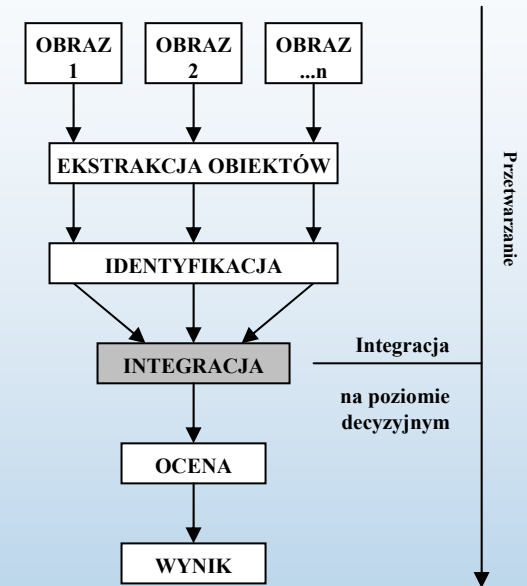 OBRAZ
1
OBRAZ
2
OBRAZ
...n
EKSTRAKCJA OBIEKTÓW
IDENTYFIKACJA
INTEGRACJA
OCENA
WYNIK
Integracja
na poziomie
decyzyjnym
Przetwarzanie